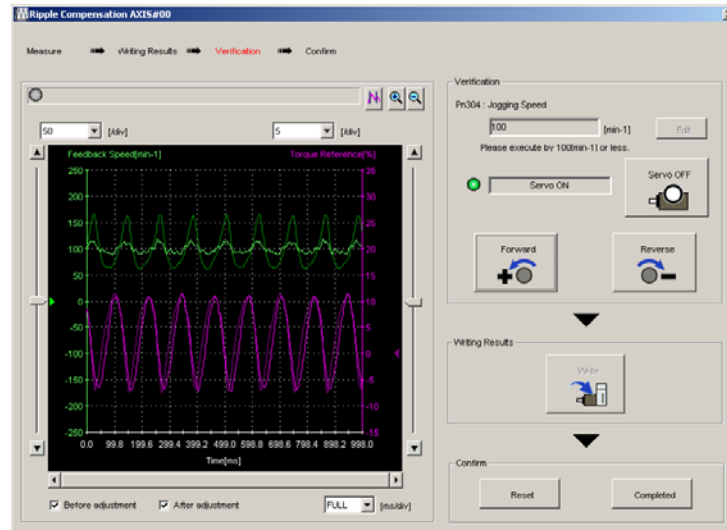 Ripple Compensation AXIS#00
Measure Writing Results Verification Confirm
50 [/div] 5 [/div]
Feedback Speed[min-1] Torque Reference[%]
250 35
200 30
150 25
100 20
50 15
0 10
-50 5
-100 0
-150 -5
-200 -10
-250 -15
0.0 99.8 199.6 299.4 399.2 499.0 598.8 698.6 798.4 898.2 998.0
Time[ms]
Before adjustment After adjustment FULL [ms/div]
Verification
Pn304 : Jogging Speed
100 [min-1] Edit
Please execute by 100[min-1] or less.
Servo ON
Servo OFF
Forward Reverse
Writing Results
Write
Confirm
Reset Completed